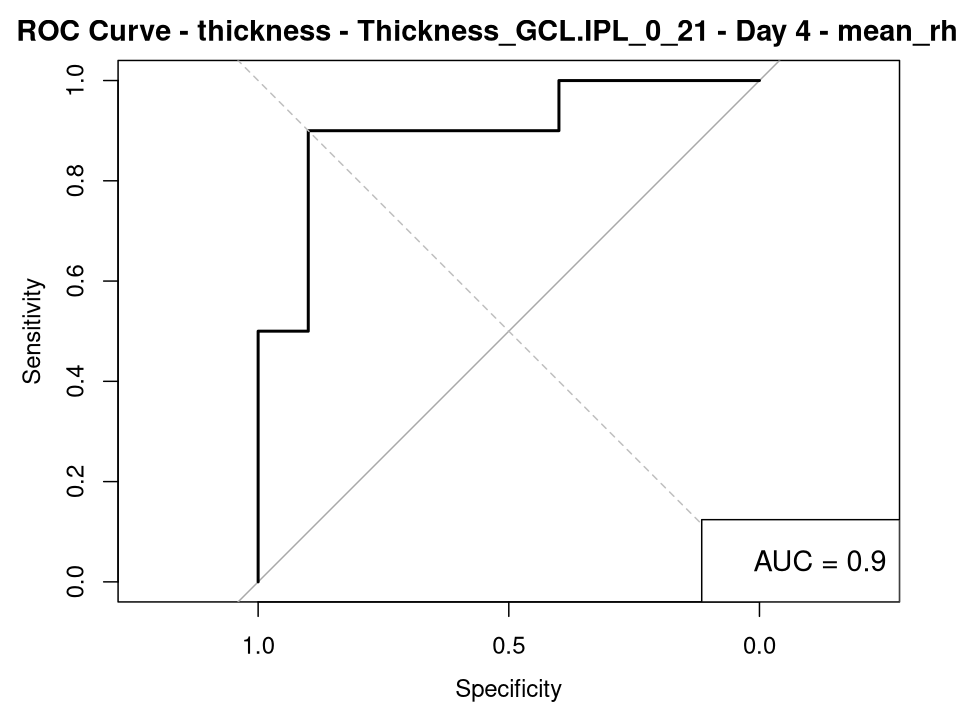 ROC Curve - thickness - Thickness_GCL.IPL_0_21 - Day 4 - mean_rh
1.0
0.8
0.6
0.4
0.2
0.0
Sensitivity
AUC = 0.9
1.0 0.5 0.0
Specificity